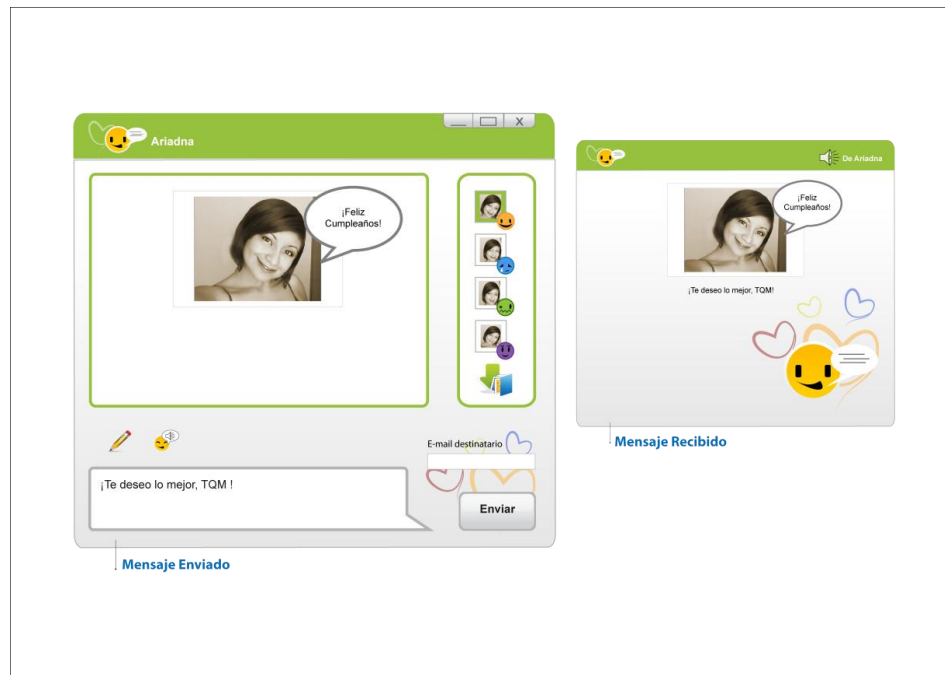 Ariadna
X
¡Feliz
Cumpleaños!
E-mail destinatario
¡Te deseo lo mejor, TQM !
Enviar
Mensaje Enviado
De Ariadna
¡Feliz
Cumpleaños!
¡Te deseo lo mejor, TQM!
Mensaje Recibido